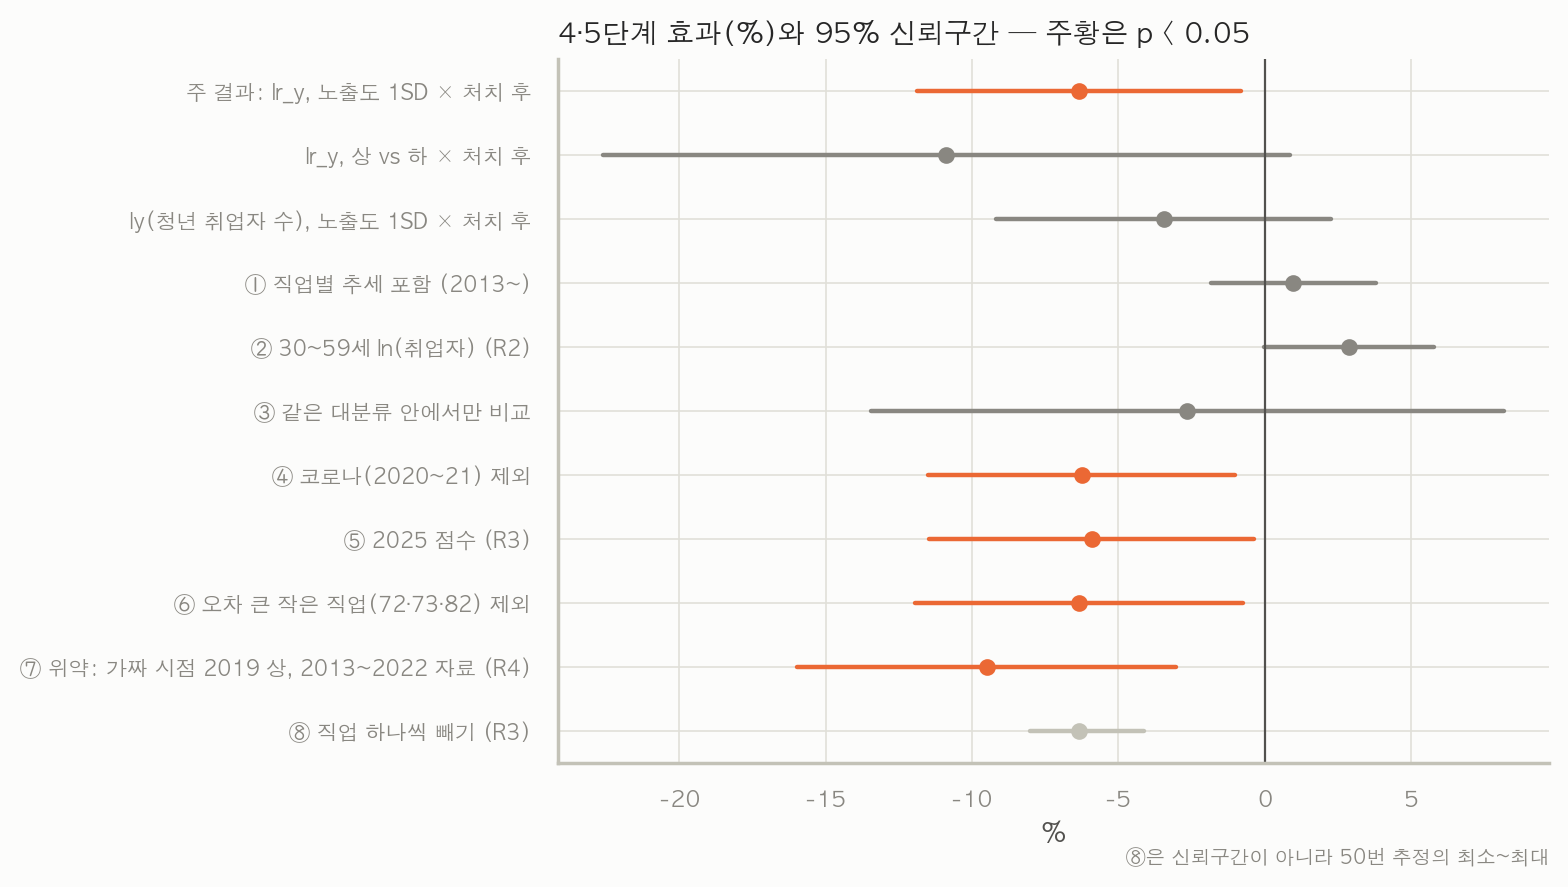 4·5단계 효과(%)와 95% 신뢰구간 — 주황은 p < 0.05
주 결과: lr_y, 노출도 1SD × 처치 후
lr_y, 상 vs 하 × 처치 후
ly(청년 취업자 수), 노출도 1SD × 처치 후
① 직업별 추세 포함 (2013~)
② 30~59세 ln(취업자) (R2)
③ 같은 대분류 안에서만 비교
④ 코로나(2020~21) 제외
⑤ 2025 점수 (R3)
⑥ 오차 큰 작은 직업(72·73·82) 제외
⑦ 위약: 가짜 시점 2019 상, 2013~2022 자료 (R4)
⑧ 직업 하나씩 빼기 (R3)
-20 -15 -10 -5 0 5
%
⑧은 신뢰구간이 아니라 50번 추정의 최소~최대